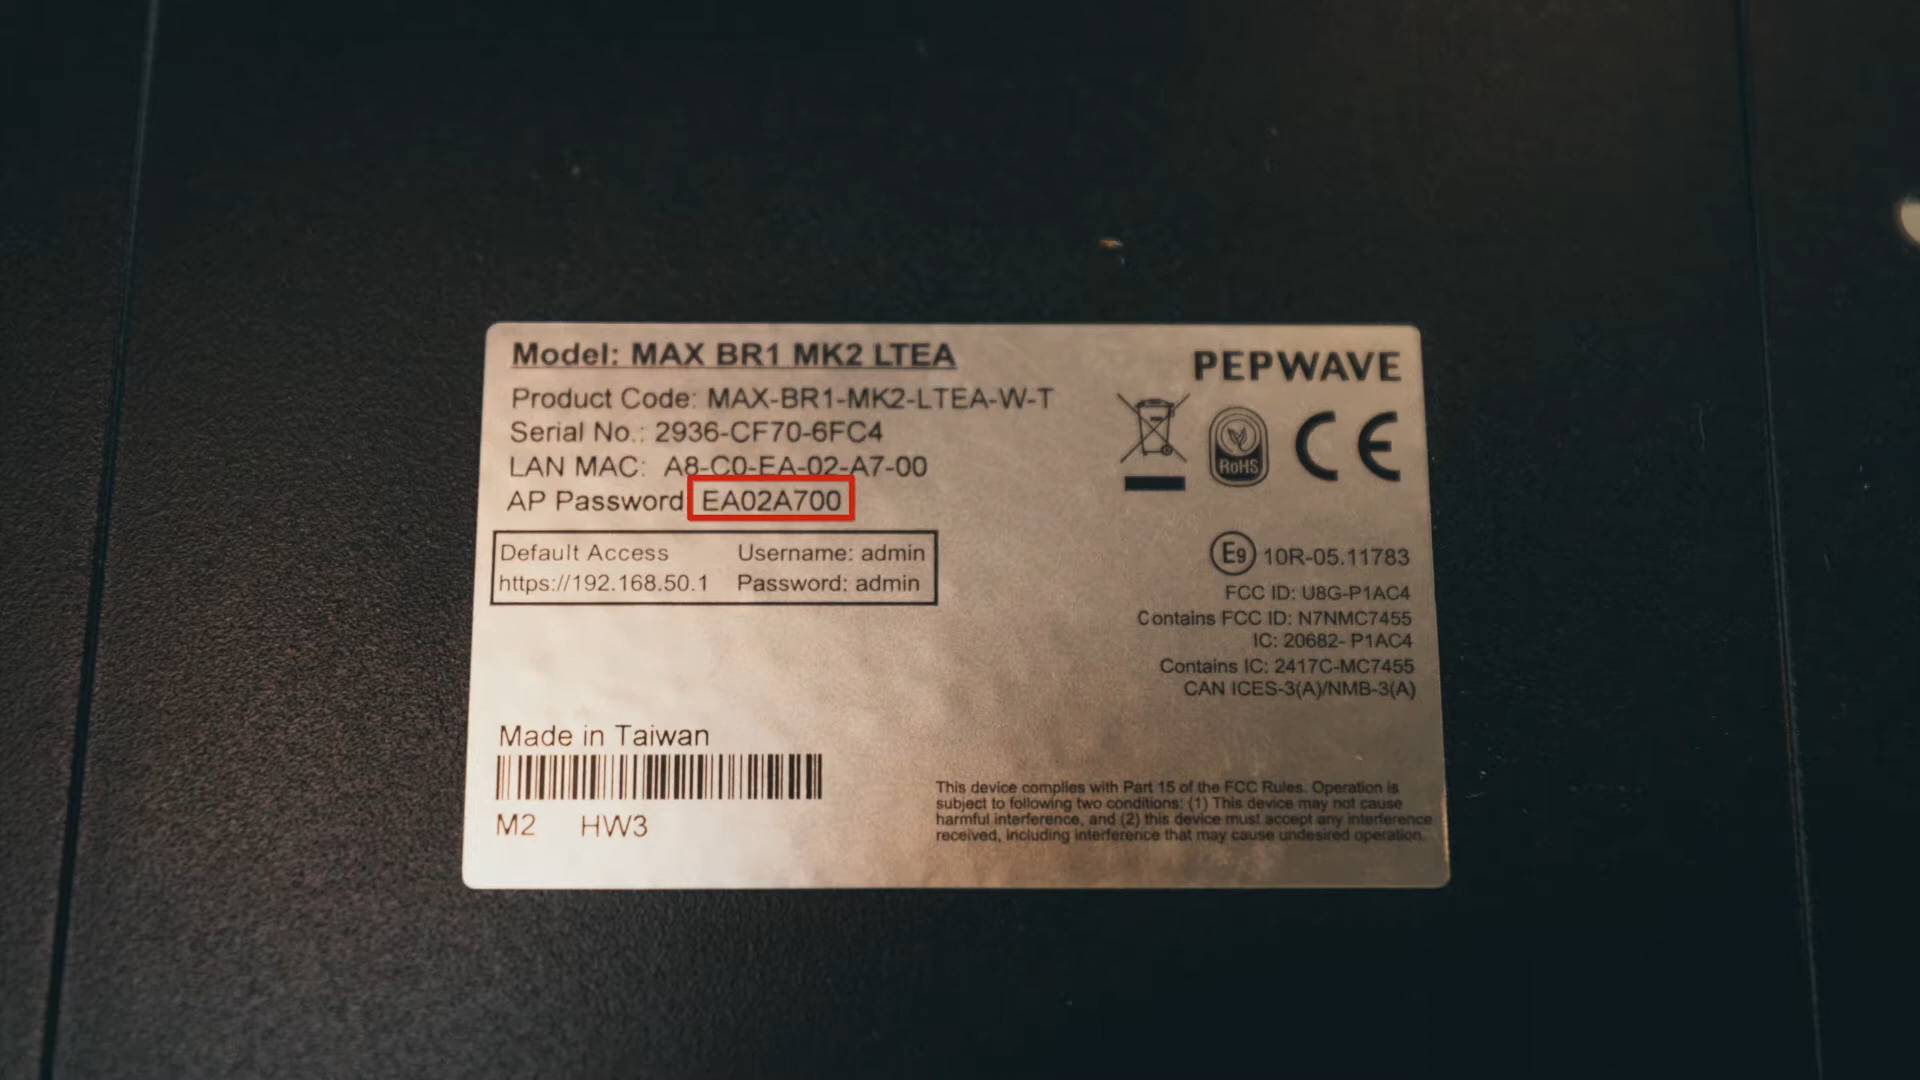 Model: MAX BR1 MK2 LTEA
Product Code: MAX-BR1-MK2-LTEA-W-T
Serial No.: 2936-CF70-6FC4
LAN MAC: A8-C0-EA-02-A7-00
AP Password EA02A700
Default Access Username: admin
https://192.168.50.1 Password: admin
Made in Taiwan
M2 HW3
PEPWAVE
RoHS
CE
E9 10R-05.11783
FCC ID: U8G-P1AC4
Contains FCC ID: N7NMC7455
IC: 20682- P1AC4
Contains IC: 2417C-MC7455
CAN ICES-3(A)/NMB-3(A)
This device complies with Part 15 of the FCC Rules. Operation is
subject to following two conditions: (1) This device may not cause
harmful interference, and (2) this device must accept any interference
received, including interference that may cause undesired operation.